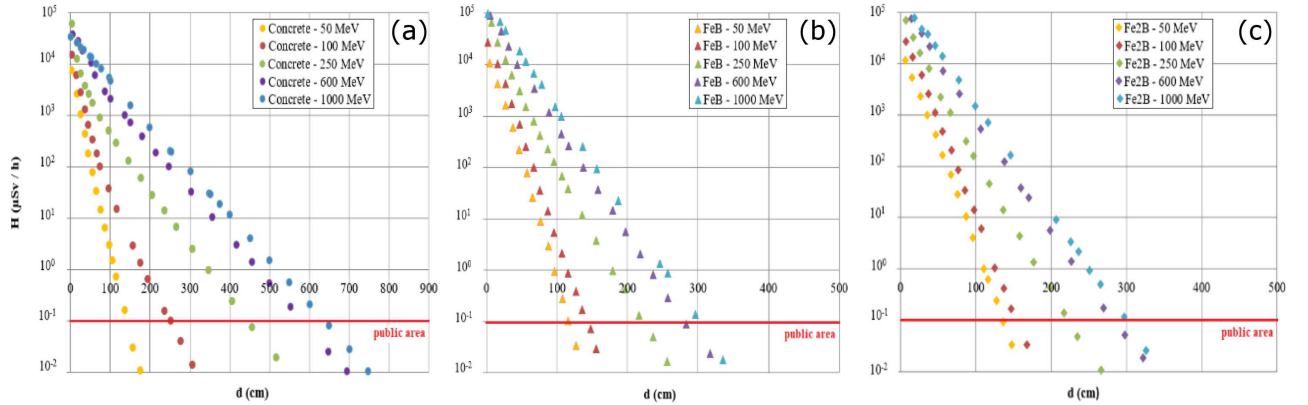 (a)
Concrete - 50 MeV
Concrete - 100 MeV
Concrete - 250 MeV
Concrete - 600 MeV
Concrete - 1000 MeV
H (µSv / h)
10⁵
10⁴
10³
10²
10¹
10⁰
10⁻¹
10⁻²
0 100 200 300 400 500 600 700 800 900
public area
d (cm)
(b)
FeB - 50 MeV
FeB - 100 MeV
FeB - 250 MeV
FeB - 600 MeV
FeB - 1000 MeV
10⁵
10⁴
10³
10²
10¹
10⁰
10⁻¹
10⁻²
0 100 200 300 400 500
public area
d (cm)
(c)
Fe2B - 50 MeV
Fe2B - 100 MeV
Fe2B - 250 MeV
Fe2B - 600 MeV
Fe2B - 1000 MeV
10⁵
10⁴
10³
10²
10¹
10⁰
10⁻¹
10⁻²
0 100 200 300 400 500
public area
d (cm)